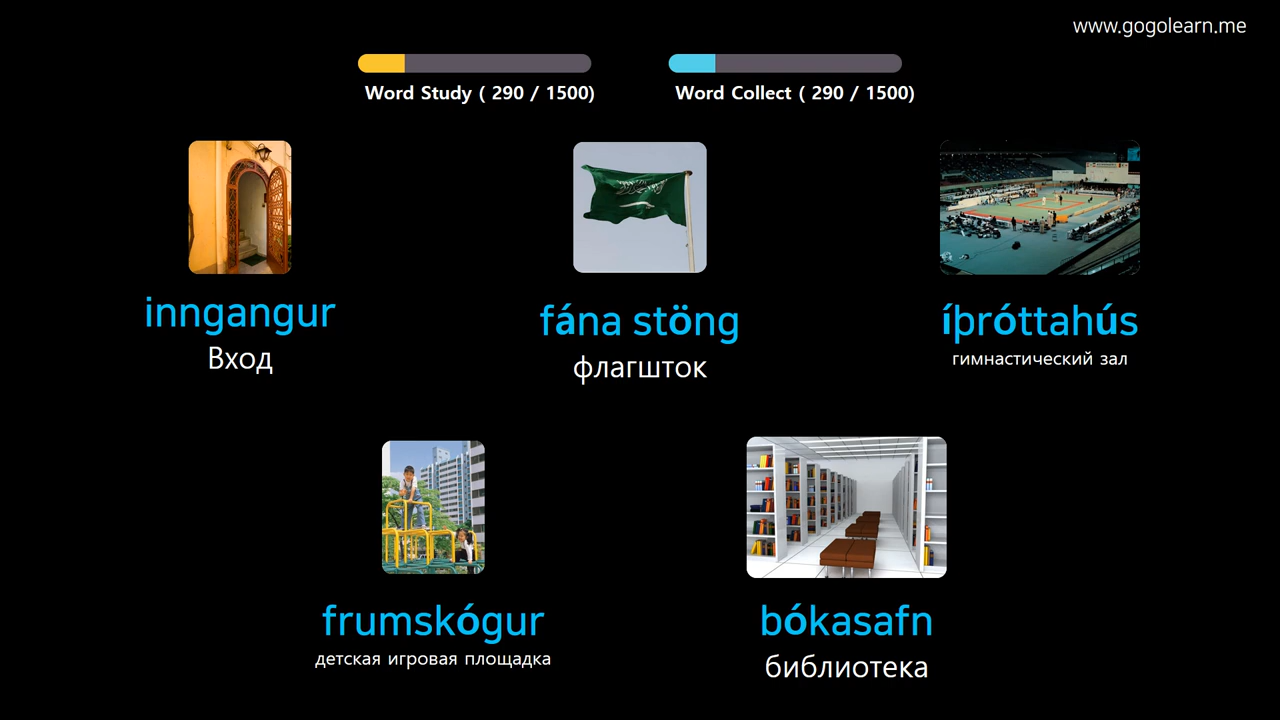 www.gogolearn.me
Word Study ( 290 / 1500)
Word Collect ( 290 / 1500)
inngangur
Вход
fána stöng
флагшток
íþróttahús
гимнастический зал
frumskógur
детская игровая площадка
bókasafn
библиотека